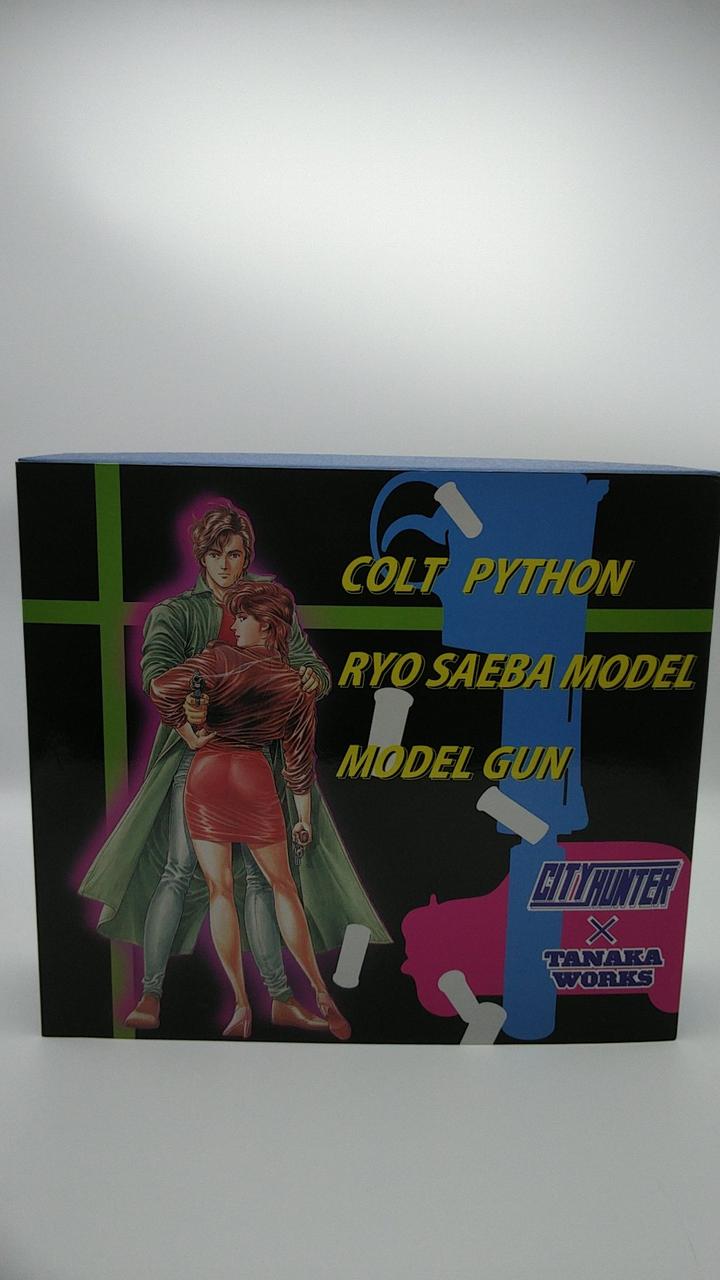 COLT PYTHON
RYO SAEBA MODEL
MODEL GUN
CITY HUNTER
×
TANAKA
WORKS